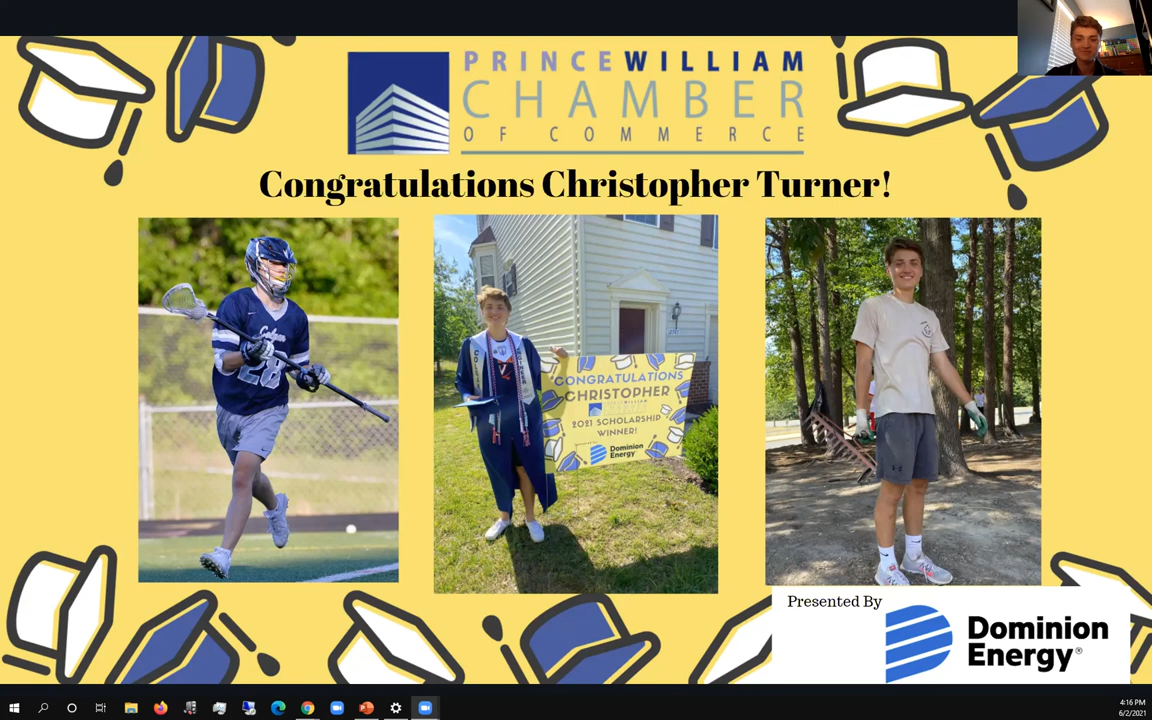 PRINCE WILLIAM
CHAMBER
OF COMMERCE
Congratulations Christopher Turner!
28
CONGRATULATIONS
CHRISTOPHER
2021 SCHOLARSHIP
WINNER!
Dominion
Energy
Presented By
Dominion
Energy®
4:16 PM
6/2/2021